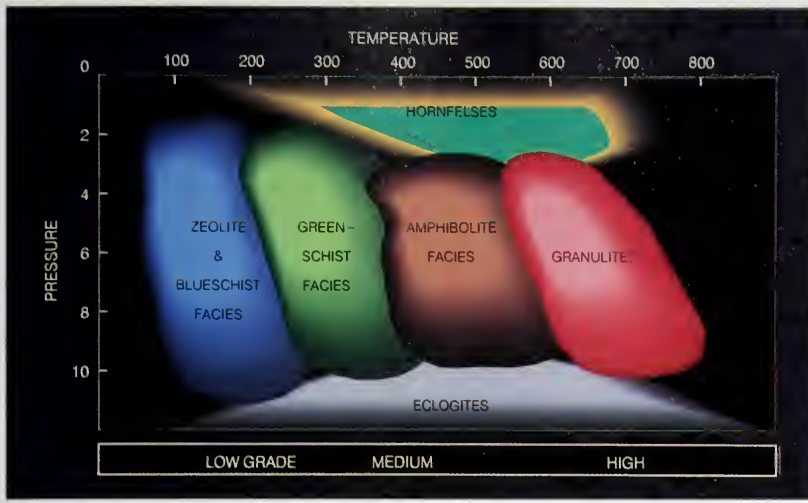 TEMPERATURE
0 100 200 300 400 500 600 700 800
HORNFELSES
PRESSURE
2
4
6
8
10
ZEOLITE
&
BLUESCHIST
FACIES
GREEN-
SCHIST
FACIES
AMPHIBOLITE
FACIES
GRANULITE
ECLOGITES
LOW GRADE MEDIUM HIGH